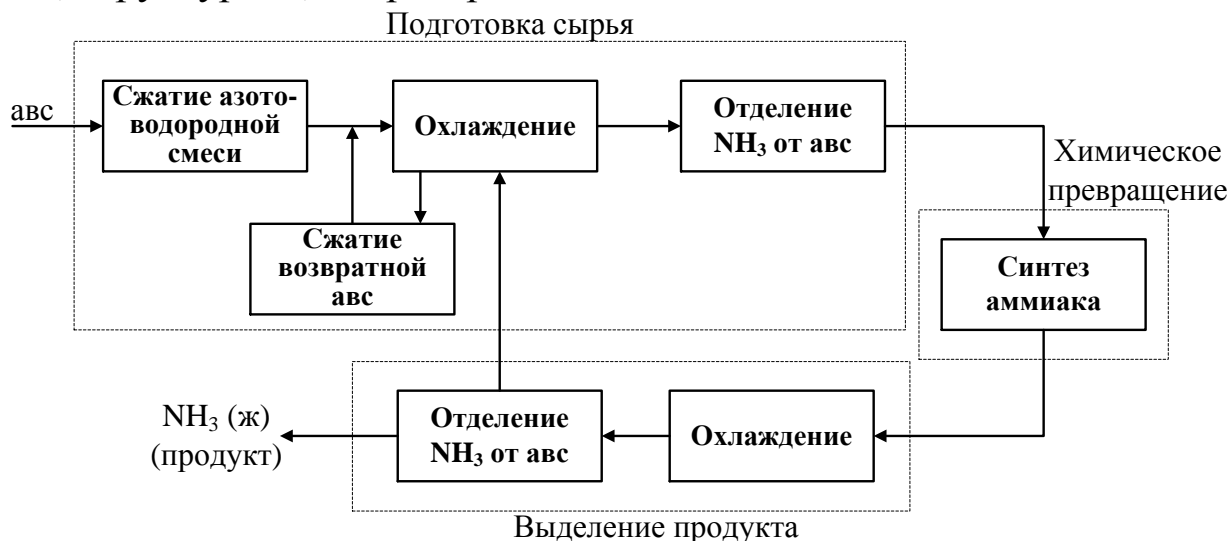 Подготовка сырья
авс
Сжатие азото-
водородной
смеси
Охлаждение
Отделение
NH₃ от авс
Химическое
превращение
Сжатие
возвратной
авс
Синтез
аммиака
NH₃ (ж)
(продукт)
Отделение
NH₃ от авс
Охлаждение
Выделение продукта